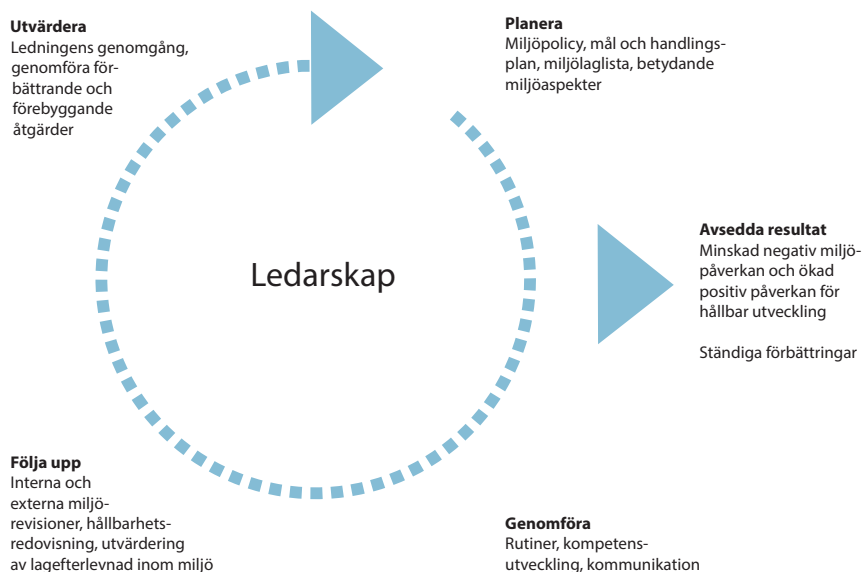 Utvärdera
Ledningens genomgång,
genomföra för-
bättrande och
förebyggande
åtgärder
Planera
Miljöpolicy, mål och handlings-
plan, miljölaglista, betydande
miljöaspekter
Ledarskap
Avsedda resultat
Minskad negativ miljö-
påverkan och ökad
positiv påverkan för
hållbar utveckling
Ständiga förbättringar
Följa upp
Interna och
externa miljö-
revisioner, hållbarhets-
redovisning, utvärdering
av lagefterlevnad inom miljö
Genomföra
Rutiner, kompetens-
utveckling, kommunikation